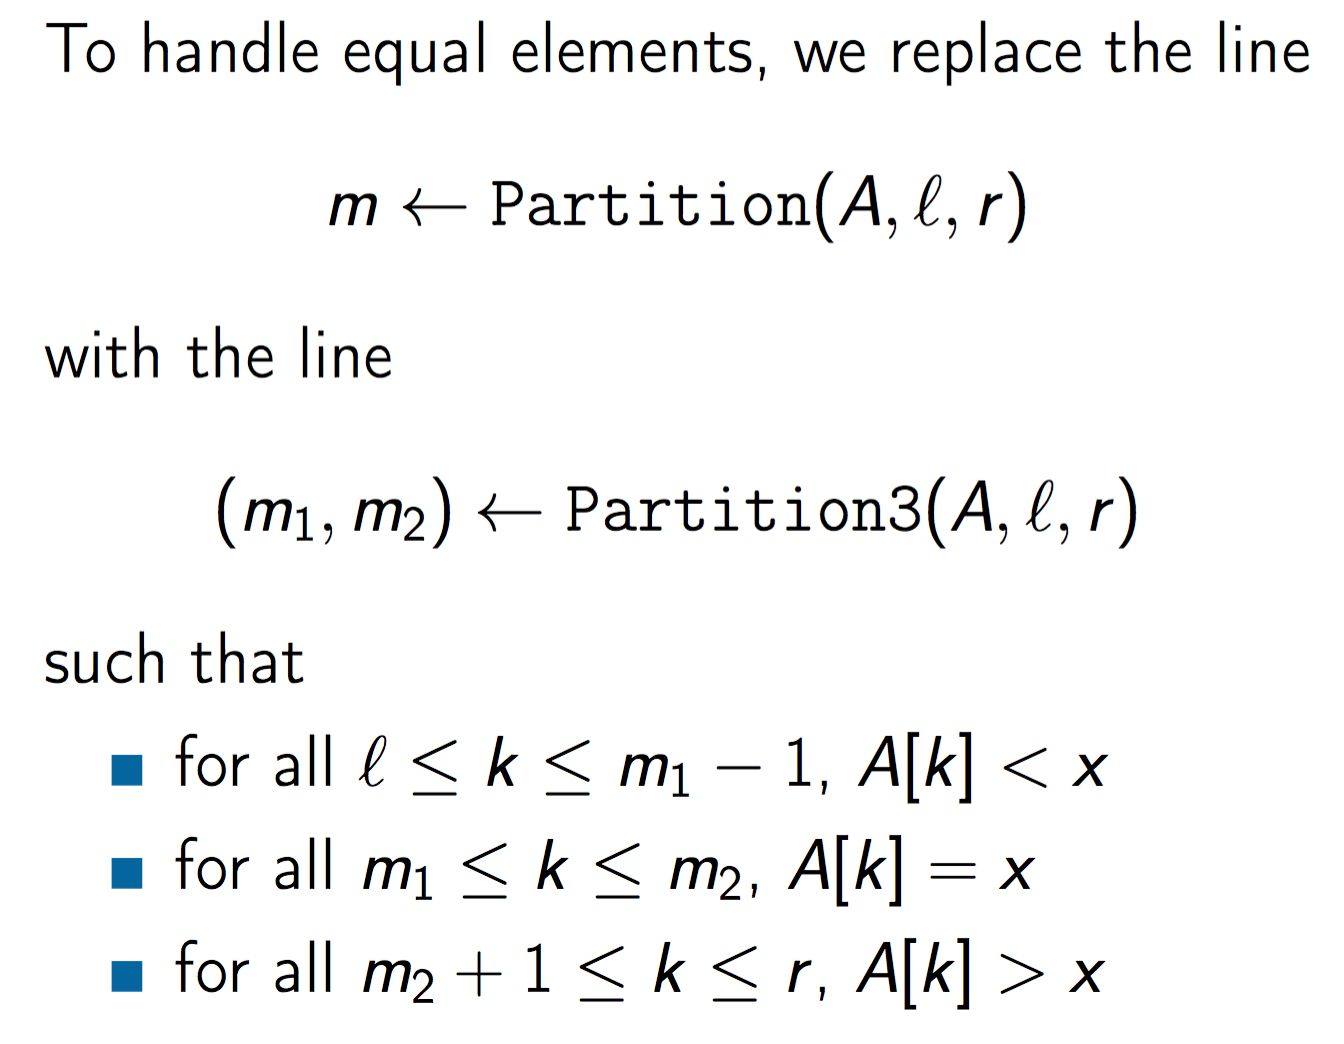 To handle equal elements, we replace the line
m ← Partition(A, ℓ, r)
with the line
(m₁, m₂) ← Partition3(A, ℓ, r)
such that
■ for all ℓ ≤ k ≤ m₁ − 1, A[k] < x
■ for all m₁ ≤ k ≤ m₂, A[k] = x
■ for all m₂ + 1 ≤ k ≤ r, A[k] > x